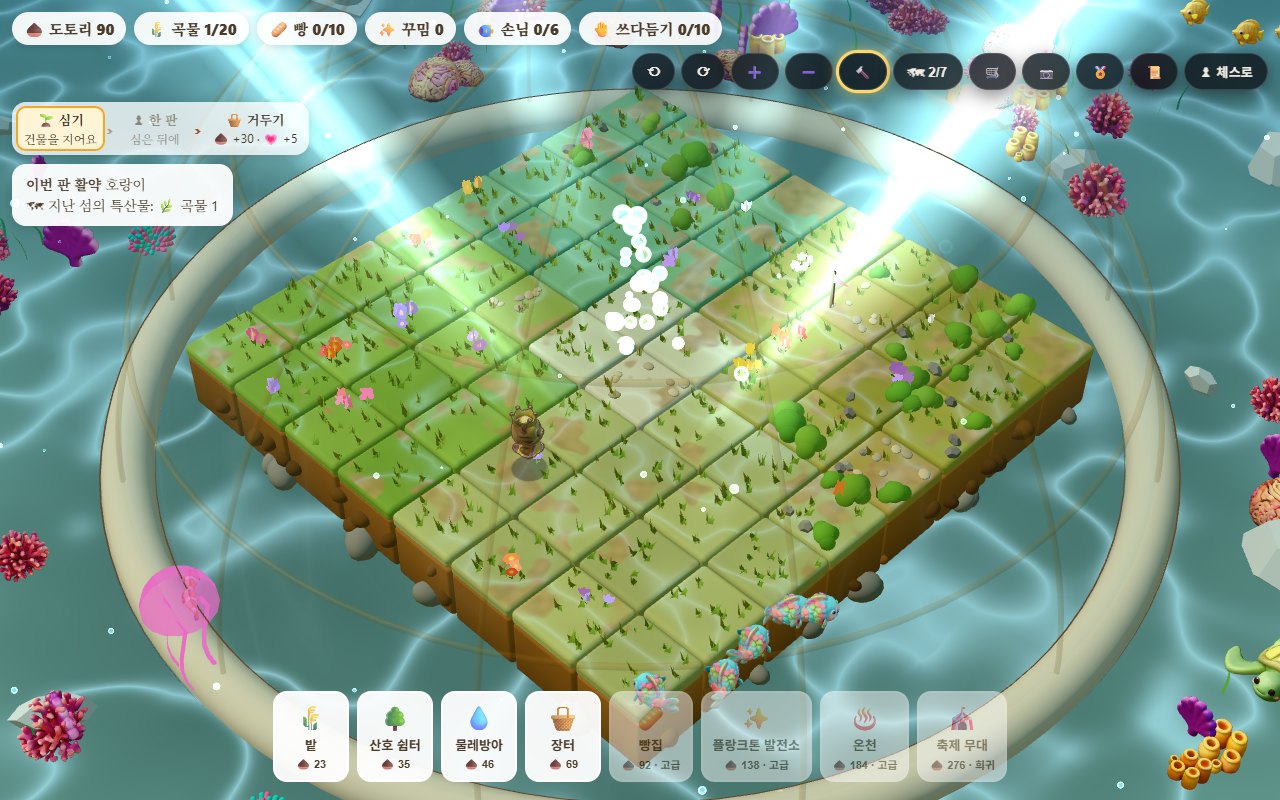 도토리 90
곡물 1/20
빵 0/10
꾸밈 0
손님 0/6
쓰다듬기 0/10
2/7
체스로
심기
건물을 지어요
한 판
심은 뒤에
거두기
+30 · +5
이번 판 활약 호랑이
지난 섬의 특산물: 곡물 1
밭
23
산호 쉼터
35
물레방아
46
장터
69
빵집
92 · 고급
플랑크톤 발전소
138 · 고급
온천
184 · 고급
축제 무대
276 · 희귀